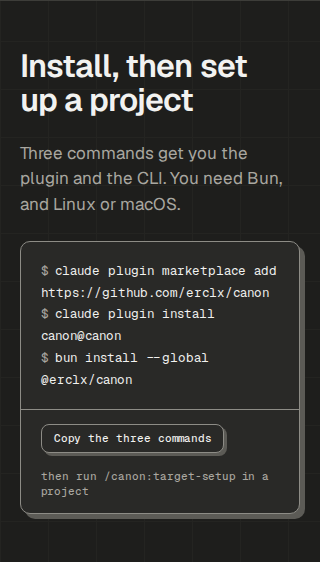 Install, then set
up a project
Three commands get you the
plugin and the CLI. You need Bun,
and Linux or macOS.
$ claude plugin marketplace add
https://github.com/erclx/canon
$ claude plugin install
canon@canon
$ bun install --global
@erclx/canon
Copy the three commands
then run /canon:target-setup in a
project